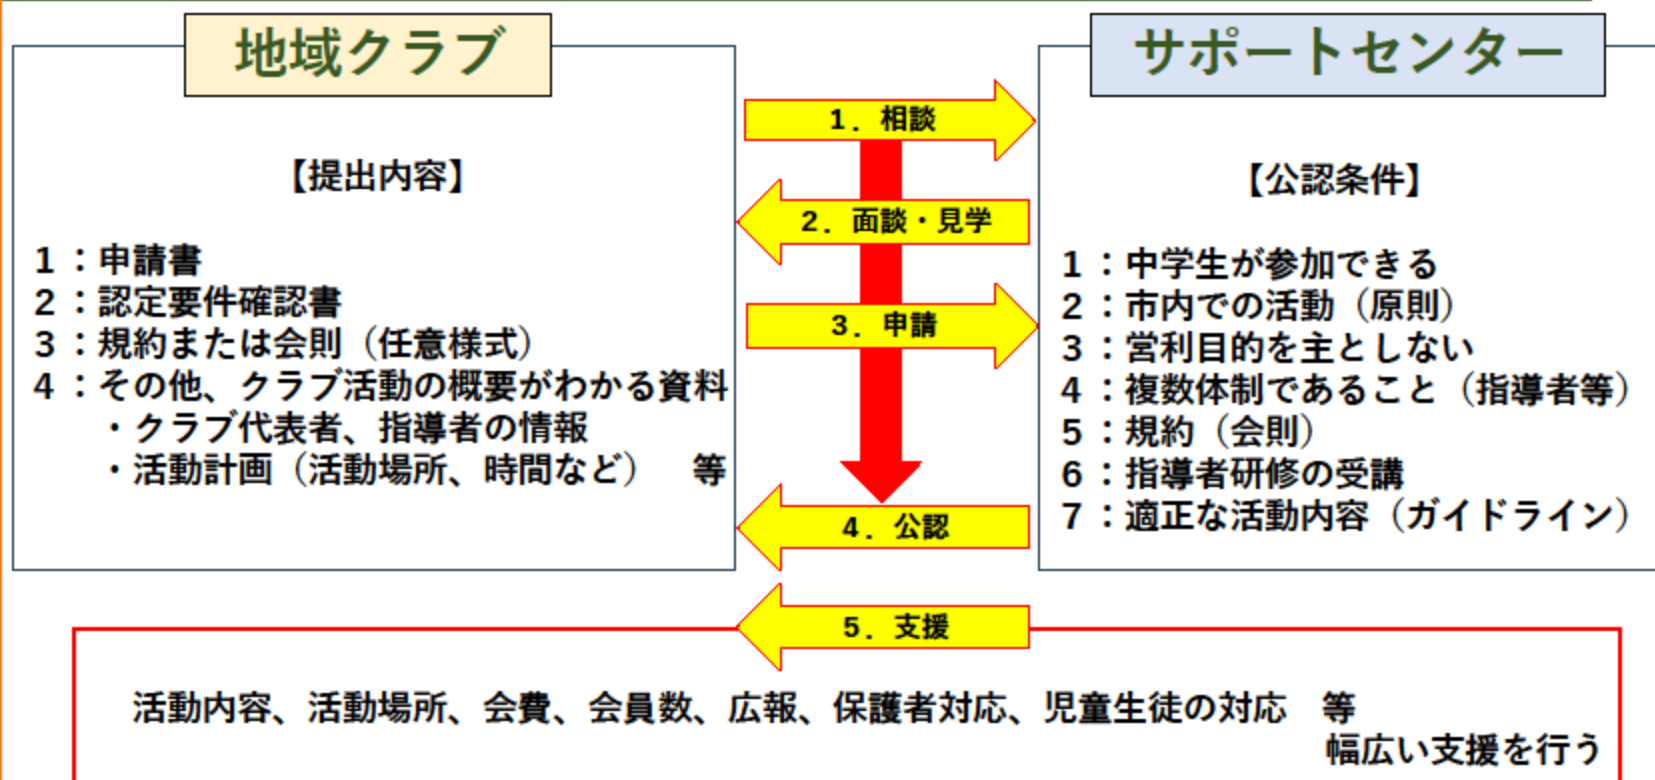 地域クラブ
【提出内容】
1：申請書
2：認定要件確認書
3：規約または会則（任意様式）
4：その他、クラブ活動の概要がわかる資料
・クラブ代表者、指導者の情報
・活動計画（活動場所、時間など）　等
1．相談
2．面談・見学
3．申請
4．公認
5．支援
サポートセンター
【公認条件】
1：中学生が参加できる
2：市内での活動（原則）
3：営利目的を主としない
4：複数体制であること（指導者等）
5：規約（会則）
6：指導者研修の受講
7：適正な活動内容（ガイドライン）
活動内容、活動場所、会費、会員数、広報、保護者対応、児童生徒の対応　等
幅広い支援を行う